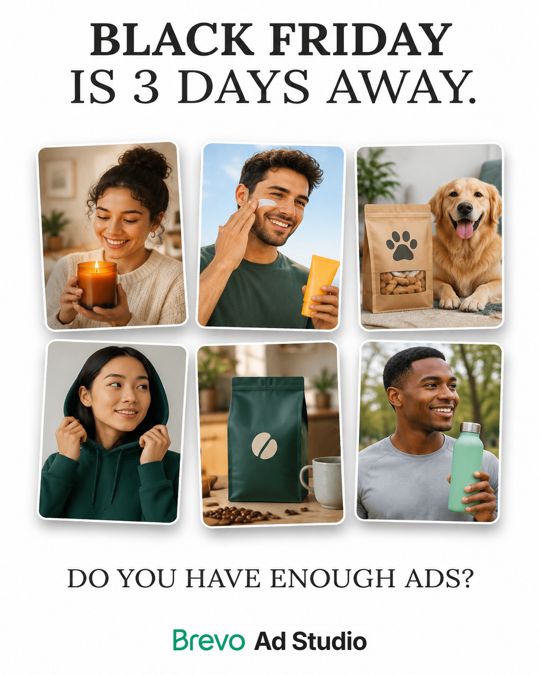 BLACK FRIDAY
IS 3 DAYS AWAY.
DO YOU HAVE ENOUGH ADS?
Brevo Ad Studio